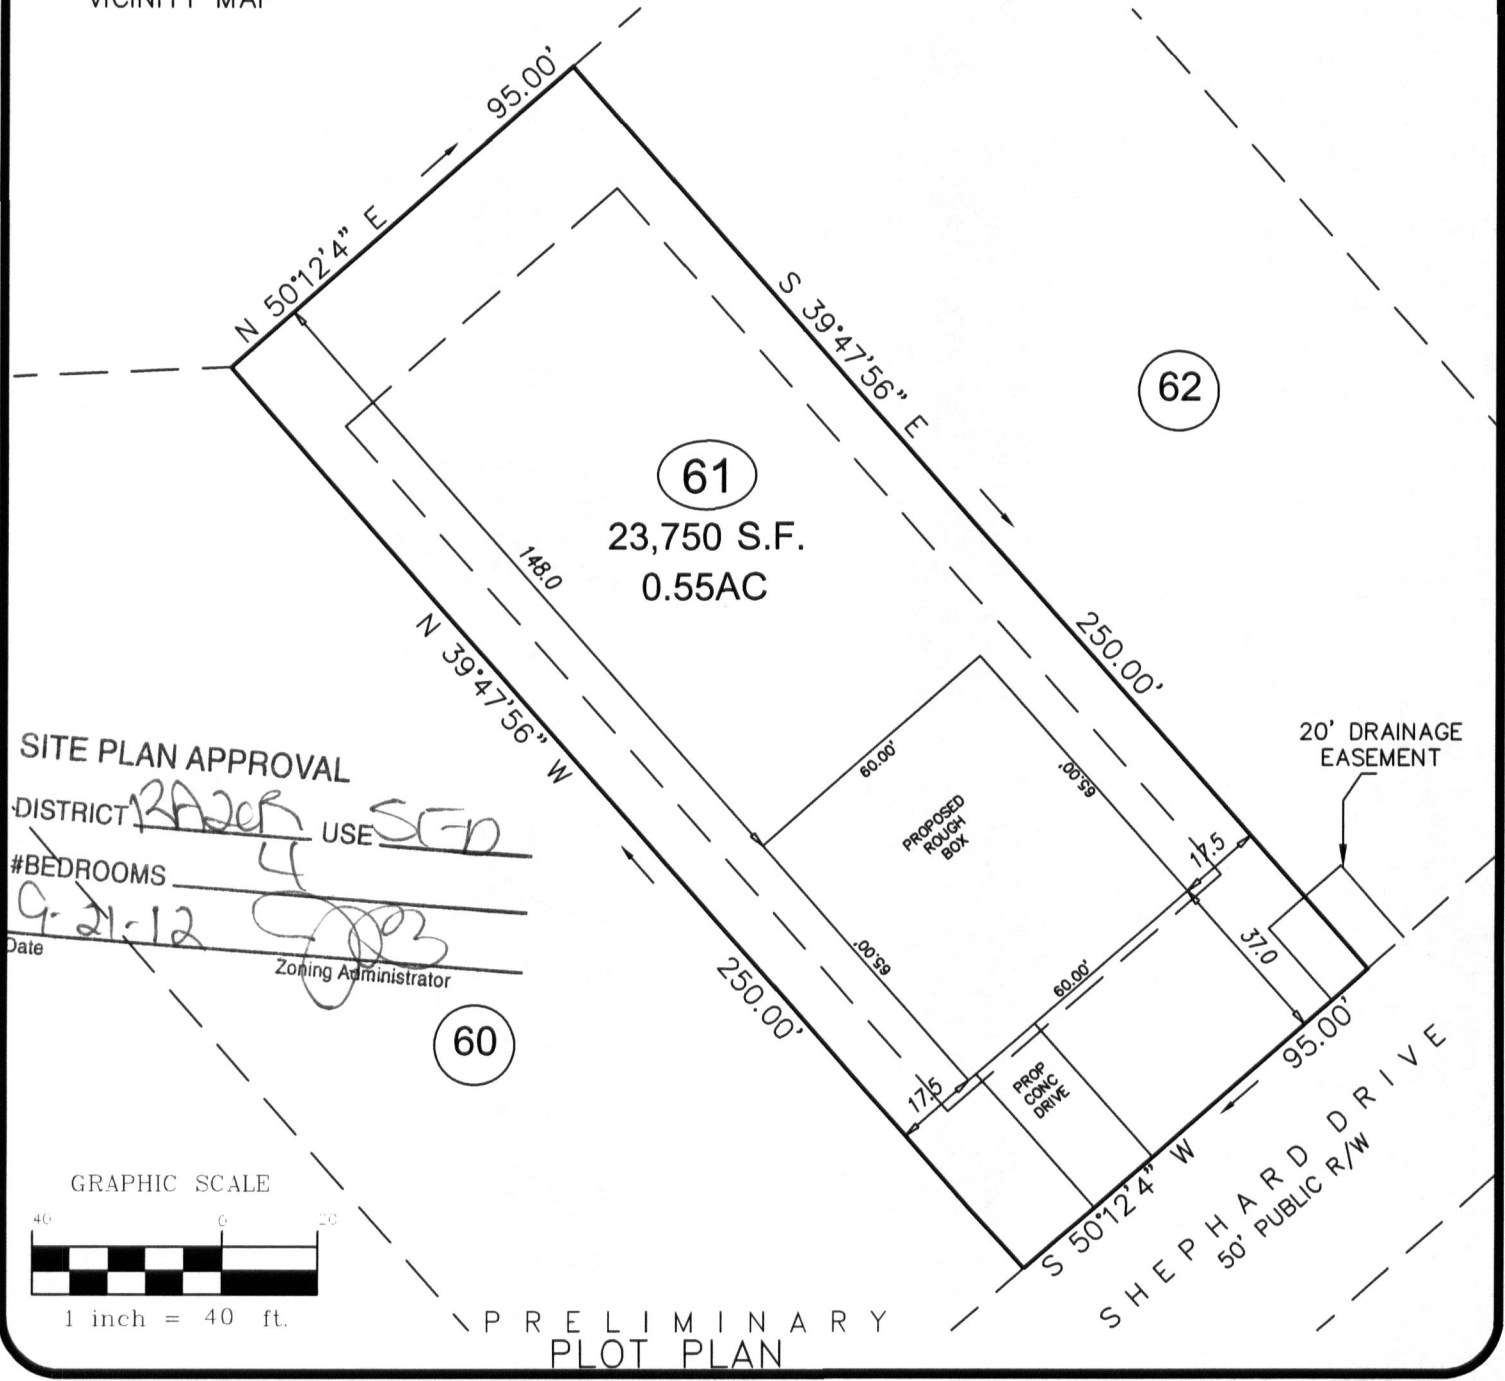 VICINITY MAP
95.00'
N 50°12'4" E
S 39°47'56" E
62
61
23,750 S.F.
0.55AC
148.0
250.00'
N 39°47'56" W
20' DRAINAGE
EASEMENT
60.00'
65.00'
PROPOSED
ROUGH
BOX
17.5
SITE PLAN APPROVAL
DISTRICT RA20R USE SFD
#BEDROOMS 4
9-21-12
Date
Zoning Administrator
65.00'
37.0
60.00'
250.00'
60
95.00'
17.5
PROP
CONC
DRIVE
S 50°12'4" W
SHEPHARD DRIVE
50' PUBLIC R/W
GRAPHIC SCALE
40 0 20
1 inch = 40 ft.
PRELIMINARY
PLOT PLAN